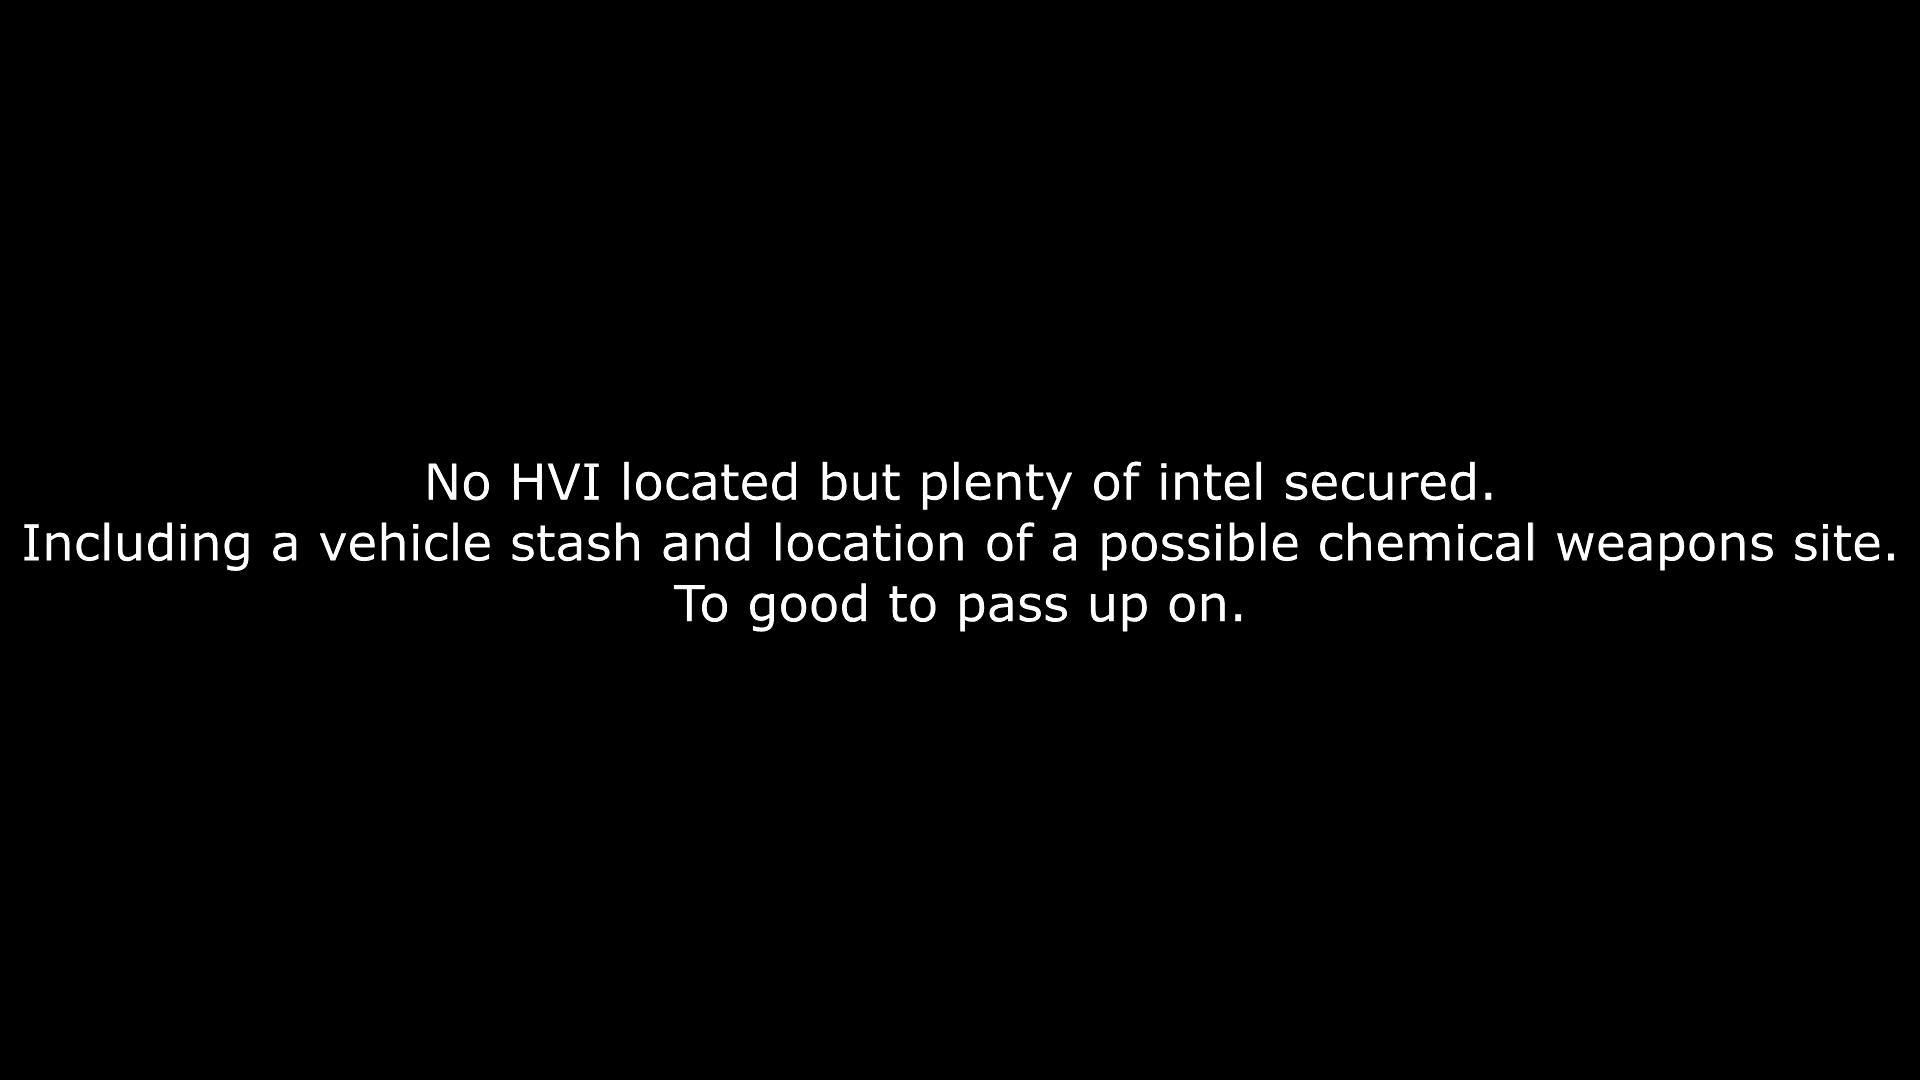 No HVI located but plenty of intel secured.
Including a vehicle stash and location of a possible chemical weapons site.
To good to pass up on.